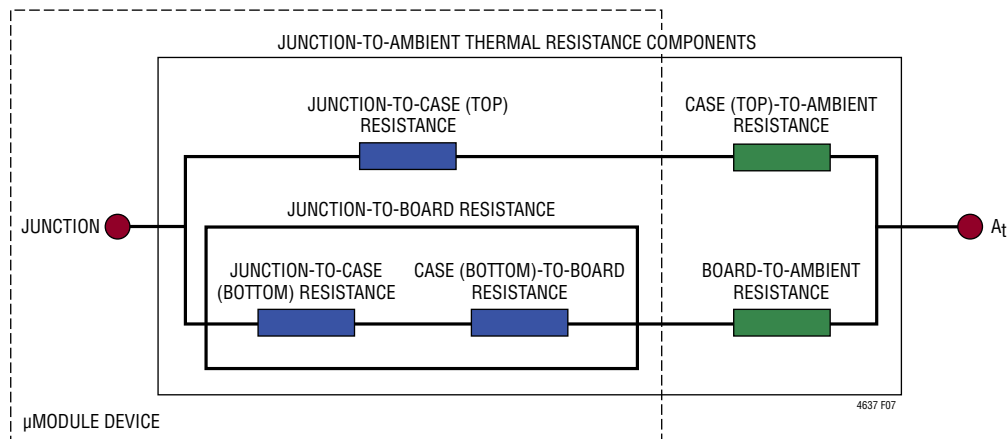 JUNCTION-TO-AMBIENT THERMAL RESISTANCE COMPONENTS
JUNCTION-TO-CASE (TOP)
RESISTANCE
CASE (TOP)-TO-AMBIENT
RESISTANCE
JUNCTION
JUNCTION-TO-BOARD RESISTANCE
At
JUNCTION-TO-CASE
(BOTTOM) RESISTANCE
CASE (BOTTOM)-TO-BOARD
RESISTANCE
BOARD-TO-AMBIENT
RESISTANCE
4637 F07
µMODULE DEVICE